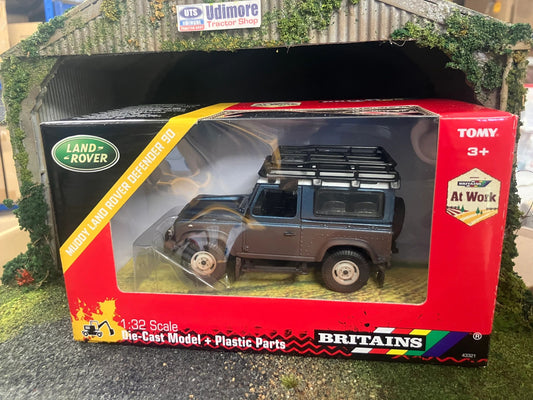 UTS
Udimore
Tractor Shop
LAND-
ROVER
MUDDY LAND ROVER DEFENDER 90
TOMY
3+
At Work
1:32 Scale
Die-Cast Model + Plastic Parts
BRITAINS
®
43321